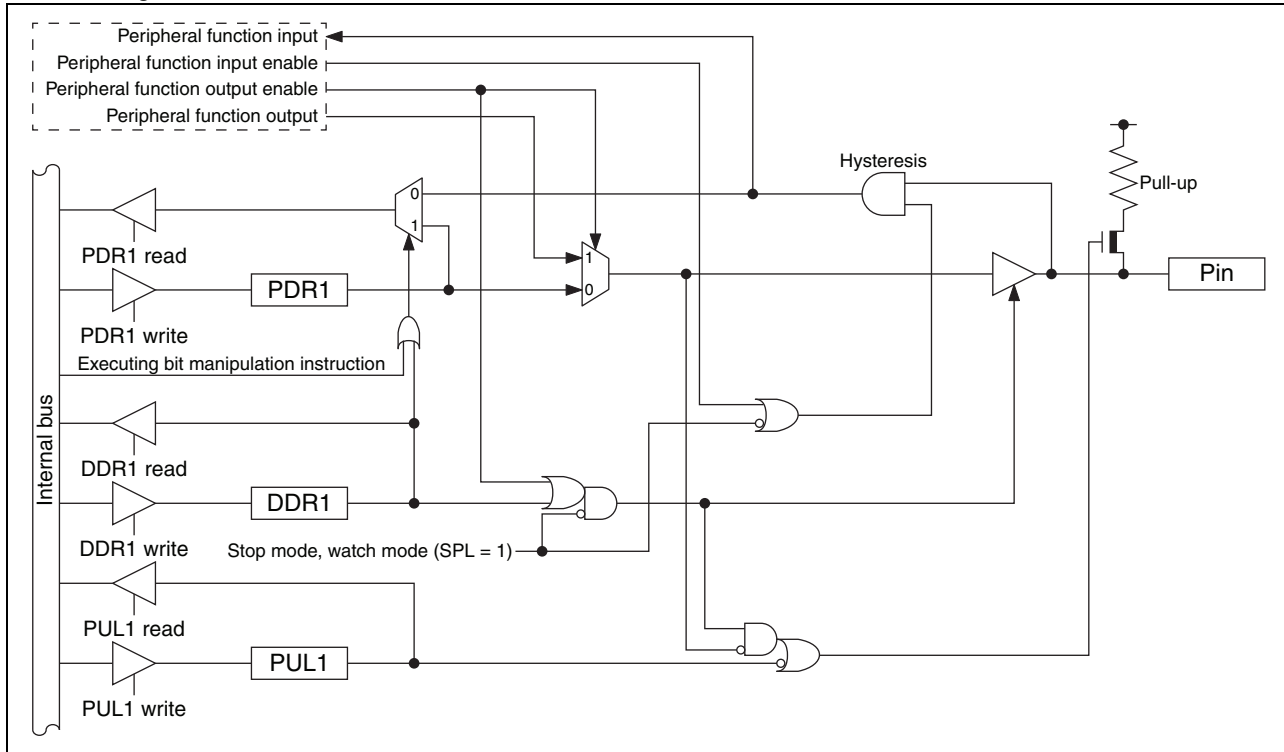 Peripheral function input
Peripheral function input enable
Peripheral function output enable
Peripheral function output
Hysteresis
Pull-up
0
1
PDR1 read
1
0
PDR1
Pin
PDR1 write
Executing bit manipulation instruction
Internal bus
DDR1 read
DDR1
DDR1 write
Stop mode, watch mode (SPL = 1)
PUL1 read
PUL1
PUL1 write